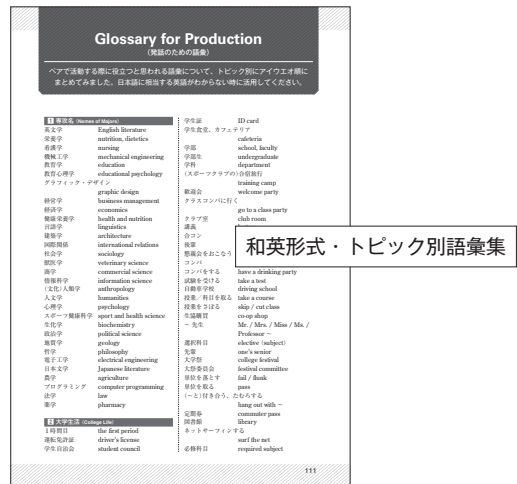 Glossary for Production
（発話のための語彙）
ペアで活動する際に役立つと思われる語彙について、トピック別にアイウエオ順に
まとめてみました。日本語に相当する英語がわからない時に活用してください。
1 専攻名（Names of Majors）
英文学 English literature
栄養学 nutrition, dietetics
看護学 nursing
機械工学 mechanical engineering
教育学 education
教育心理学 educational psychology
グラフィック・デザイン
graphic design
経営学 business management
経済学 economics
健康栄養学 health and nutrition
言語学 linguistics
建築学 architecture
国際関係 international relations
社会学 sociology
獣医学 veterinary science
商学 commercial science
情報科学 information science
（文化）人類学 anthropology
人文学 humanities
心理学 psychology
スポーツ健康科学 sport and health science
生化学 biochemistry
政治学 political science
地質学 geology
哲学 philosophy
電子工学 electrical engineering
日本文学 Japanese literature
農学 agriculture
プログラミング computer programming
法学 law
薬学 pharmacy
2 大学生活（College Life）
1時間目 the first period
運転免許証 driver's license
学生自治会 student council
学生証 ID card
学生食堂、カフェテリア
cafeteria
学部 school, faculty
学部生 undergraduate
学科 department
（スポーツクラブの）合宿旅行
training camp
歓迎会 welcome party
クラスコンパに行く
go to a class party
クラブ室 club room
講義
合コン
後輩
懇親会をおこなう
コンパ
コンパをする have a drinking party
試験を受ける take a test
自動車学校 driving school
授業／科目を取る take a course
授業をさぼる skip / cut class
生協購買 co-op shop
～先生 Mr. / Mrs. / Miss / Ms. /
Professor ～
選択科目 elective (subject)
先輩 one's senior
大学祭 college festival
大祭委員会 festival committee
単位を落とす fail / flunk
単位を取る pass
（～と）付き合う、たむろする
hang out with ～
定期券 commuter pass
図書館 library
ネットサーフィンする
surf the net
必修科目 required subject
和英形式・トピック別語彙集
111